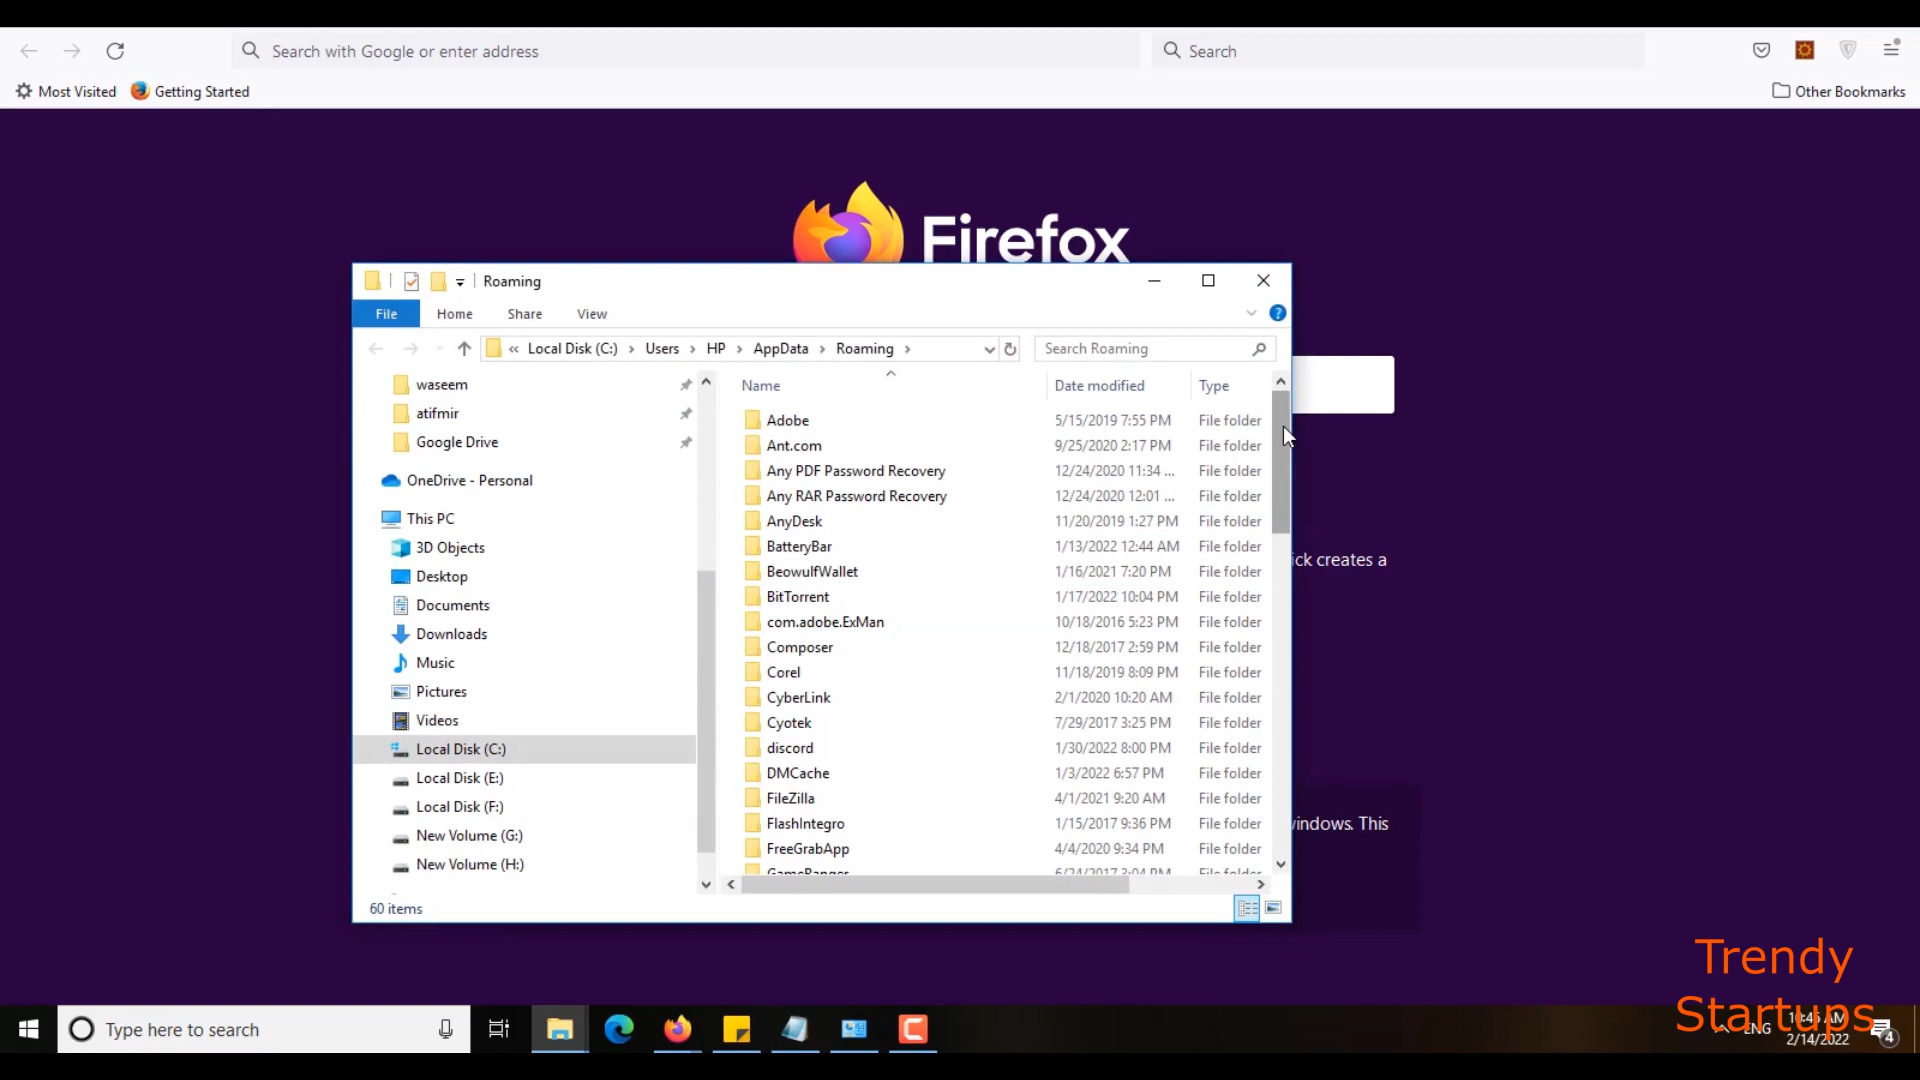 Search with Google or enter address
Search
Most Visited
Getting Started
Other Bookmarks
Firefox
Roaming
File
Home
Share
View
« Local Disk (C:) › Users › HP › AppData › Roaming ›
Search Roaming
waseem
atifmir
Google Drive
OneDrive - Personal
This PC
3D Objects
Desktop
Documents
Downloads
Music
Pictures
Videos
Local Disk (C:)
Local Disk (E:)
Local Disk (F:)
New Volume (G:)
New Volume (H:)
Name Date modified Type
Adobe 5/15/2019 7:55 PM File folder
Ant.com 9/25/2020 2:17 PM File folder
Any PDF Password Recovery 12/24/2020 11:34 ... File folder
Any RAR Password Recovery 12/24/2020 12:01 ... File folder
AnyDesk 11/20/2019 1:27 PM File folder
BatteryBar 1/13/2022 12:44 AM File folder
BeowulfWallet 1/16/2021 7:20 PM File folder
BitTorrent 1/17/2022 10:04 PM File folder
com.adobe.ExMan 10/18/2016 5:23 PM File folder
Composer 12/18/2017 2:59 PM File folder
Corel 11/18/2019 8:09 PM File folder
CyberLink 2/1/2020 10:20 AM File folder
Cyotek 7/29/2017 3:25 PM File folder
discord 1/30/2022 8:00 PM File folder
DMCache 1/3/2022 6:57 PM File folder
FileZilla 4/1/2021 9:20 AM File folder
FlashIntegro 1/15/2017 9:36 PM File folder
FreeGrabApp 4/4/2020 9:34 PM File folder
GameRanger 6/24/2017 3:04 PM File folder
60 items
ick creates a
windows. This
Trendy
Startups
Type here to search
ENG
2/14/2022
4